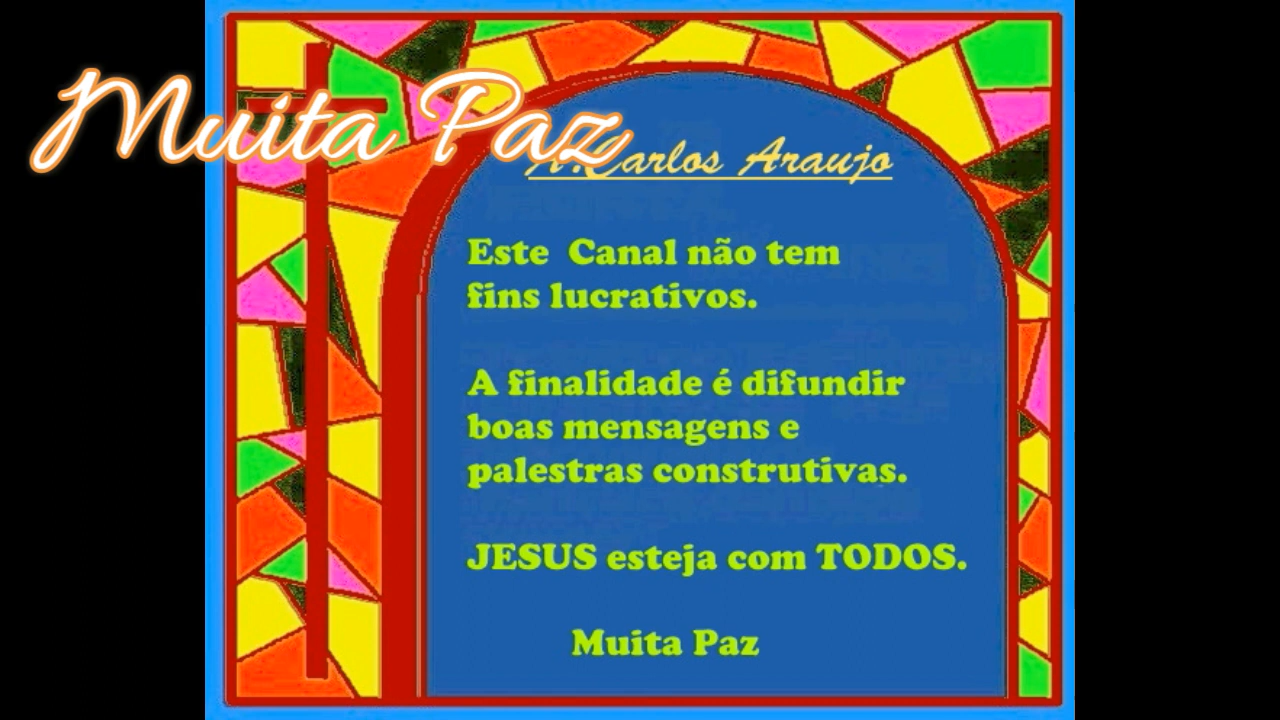 Muita Paz
A. Carlos Araujo
Este Canal não tem
fins lucrativos.
A finalidade é difundir
boas mensagens e
palestras construtivas.
JESUS esteja com TODOS.
Muita Paz